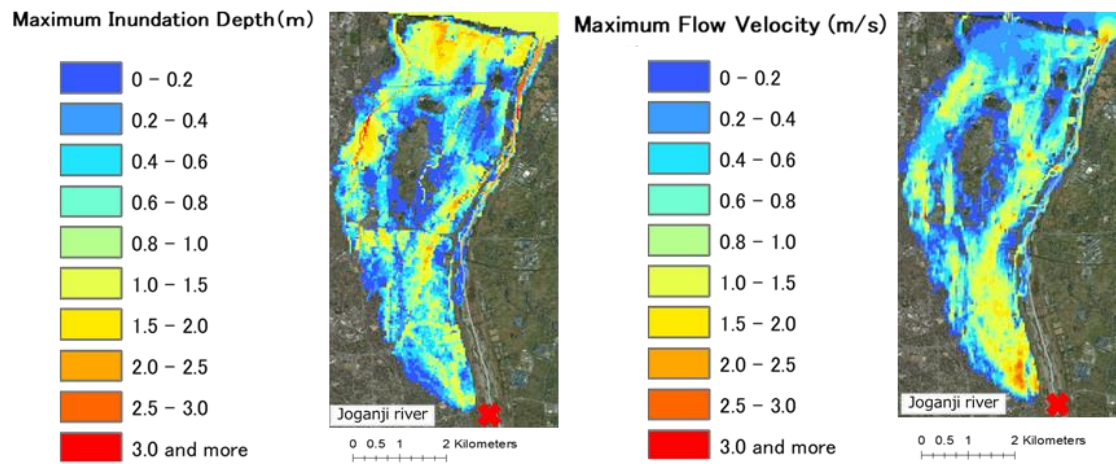 Maximum Inundation Depth(m)
0 – 0.2
0.2 – 0.4
0.4 – 0.6
0.6 – 0.8
0.8 – 1.0
1.0 – 1.5
1.5 – 2.0
2.0 – 2.5
2.5 – 3.0
3.0 and more
Joganji river
0 0.5 1 2 Kilometers
Maximum Flow Velocity (m/s)
0 – 0.2
0.2 – 0.4
0.4 – 0.6
0.6 – 0.8
0.8 – 1.0
1.0 – 1.5
1.5 – 2.0
2.0 – 2.5
2.5 – 3.0
3.0 and more
Joganji river
0 0.5 1 2 Kilometers